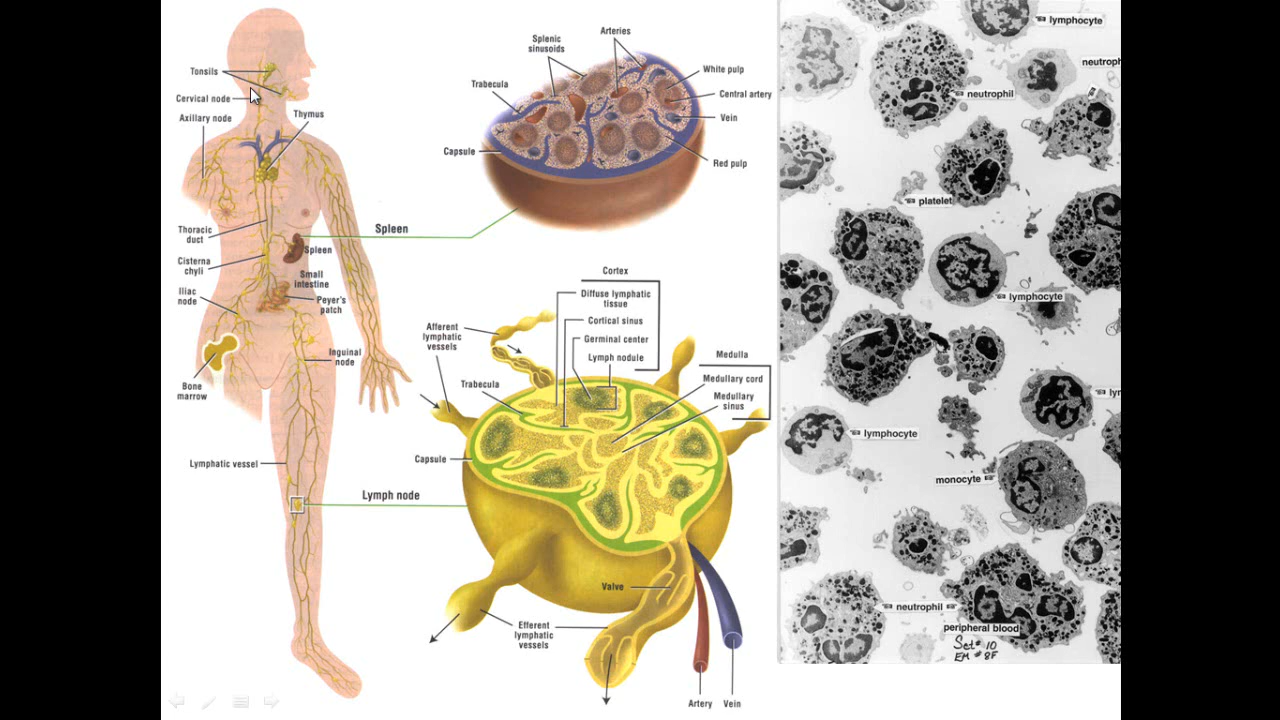 Tonsils
Cervical node
Axillary node
Thymus
Thoracic
duct
Cisterna
chyli
Iliac
node
Spleen
Small
intestine
Peyer's
patch
Inguinal
node
Bone
marrow
Lymphatic vessel
Spleen
Lymph node
Splenic
sinusoids
Arteries
Trabecula
White pulp
Central artery
Vein
Capsule
Red pulp
Cortex
Diffuse lymphatic
tissue
Cortical sinus
Germinal center
Lymph nodule
Afferent
lymphatic
vessels
Medulla
Medullary cord
Medullary
sinus
Trabecula
Capsule
Valve
Efferent
lymphatic
vessels
Artery
Vein
lymphocyte
neutroph
neutrophil
platelet
lymphocyte
lyr
lymphocyte
monocyte
neutrophil
peripheral blood
Set# 10
EM # 8F